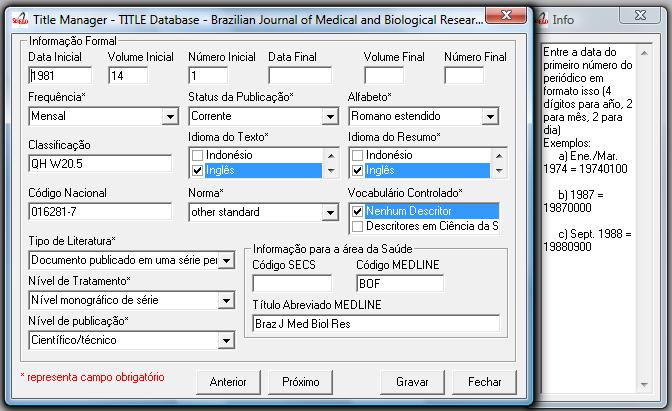 Title Manager - TITLE Database - Brazilian Journal of Medical and Biological Resear...
Informação Formal
Data Inicial Volume Inicial Número Inicial Data Final Volume Final Número Final
1981 14 1
Frequência* Status da Publicação* Alfabeto*
Mensal Corrente Romano estendido
Classificação Idioma do Texto* Idioma do Resumo*
QH W20.5
Indonésio Indonésio
Inglês Inglês
Código Nacional Norma* Vocabulário Controlado*
016281-7 other standard Nenhum Descritor
Descritores em Ciência da S
Tipo de Literatura*
Documento publicado em uma série per
Nível de Tratamento*
Nível monográfico de série
Nível de publicação*
Científico/técnico
Informação para a área da Saúde
Código SECS Código MEDLINE
BOF
Título Abreviado MEDLINE
Braz J Med Biol Res
* representa campo obrigatório
Anterior Próximo Gravar Fechar
Info
Entre a data do
primeiro número do
periódico em
formato isso (4
dígitos para año, 2
para mês, 2 para
dia)
Exemplos:
a) Ene./Mar.
1974 = 19740100
b) 1987 =
19870000
c) Sept. 1988 =
19880900